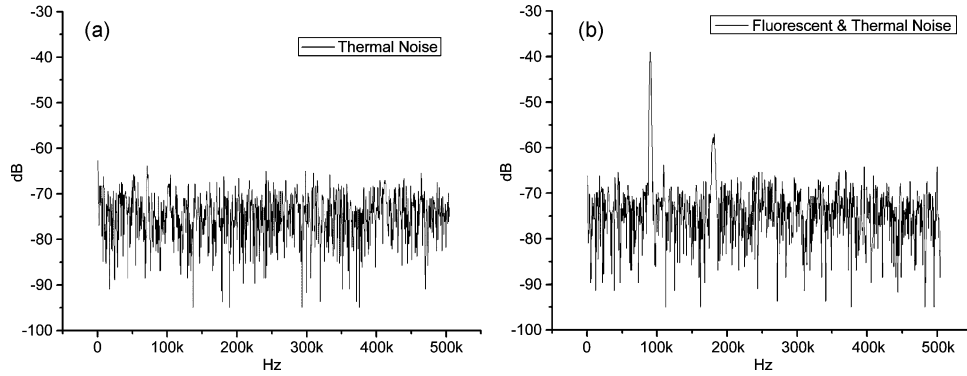 (a)
Thermal Noise
-30
-40
-50
-60
-70
-80
-90
-100
dB
0 100k 200k 300k 400k 500k
Hz
(b)
Fluorescent & Thermal Noise
-30
-40
-50
-60
-70
-80
-90
-100
dB
0 100k 200k 300k 400k 500k
Hz